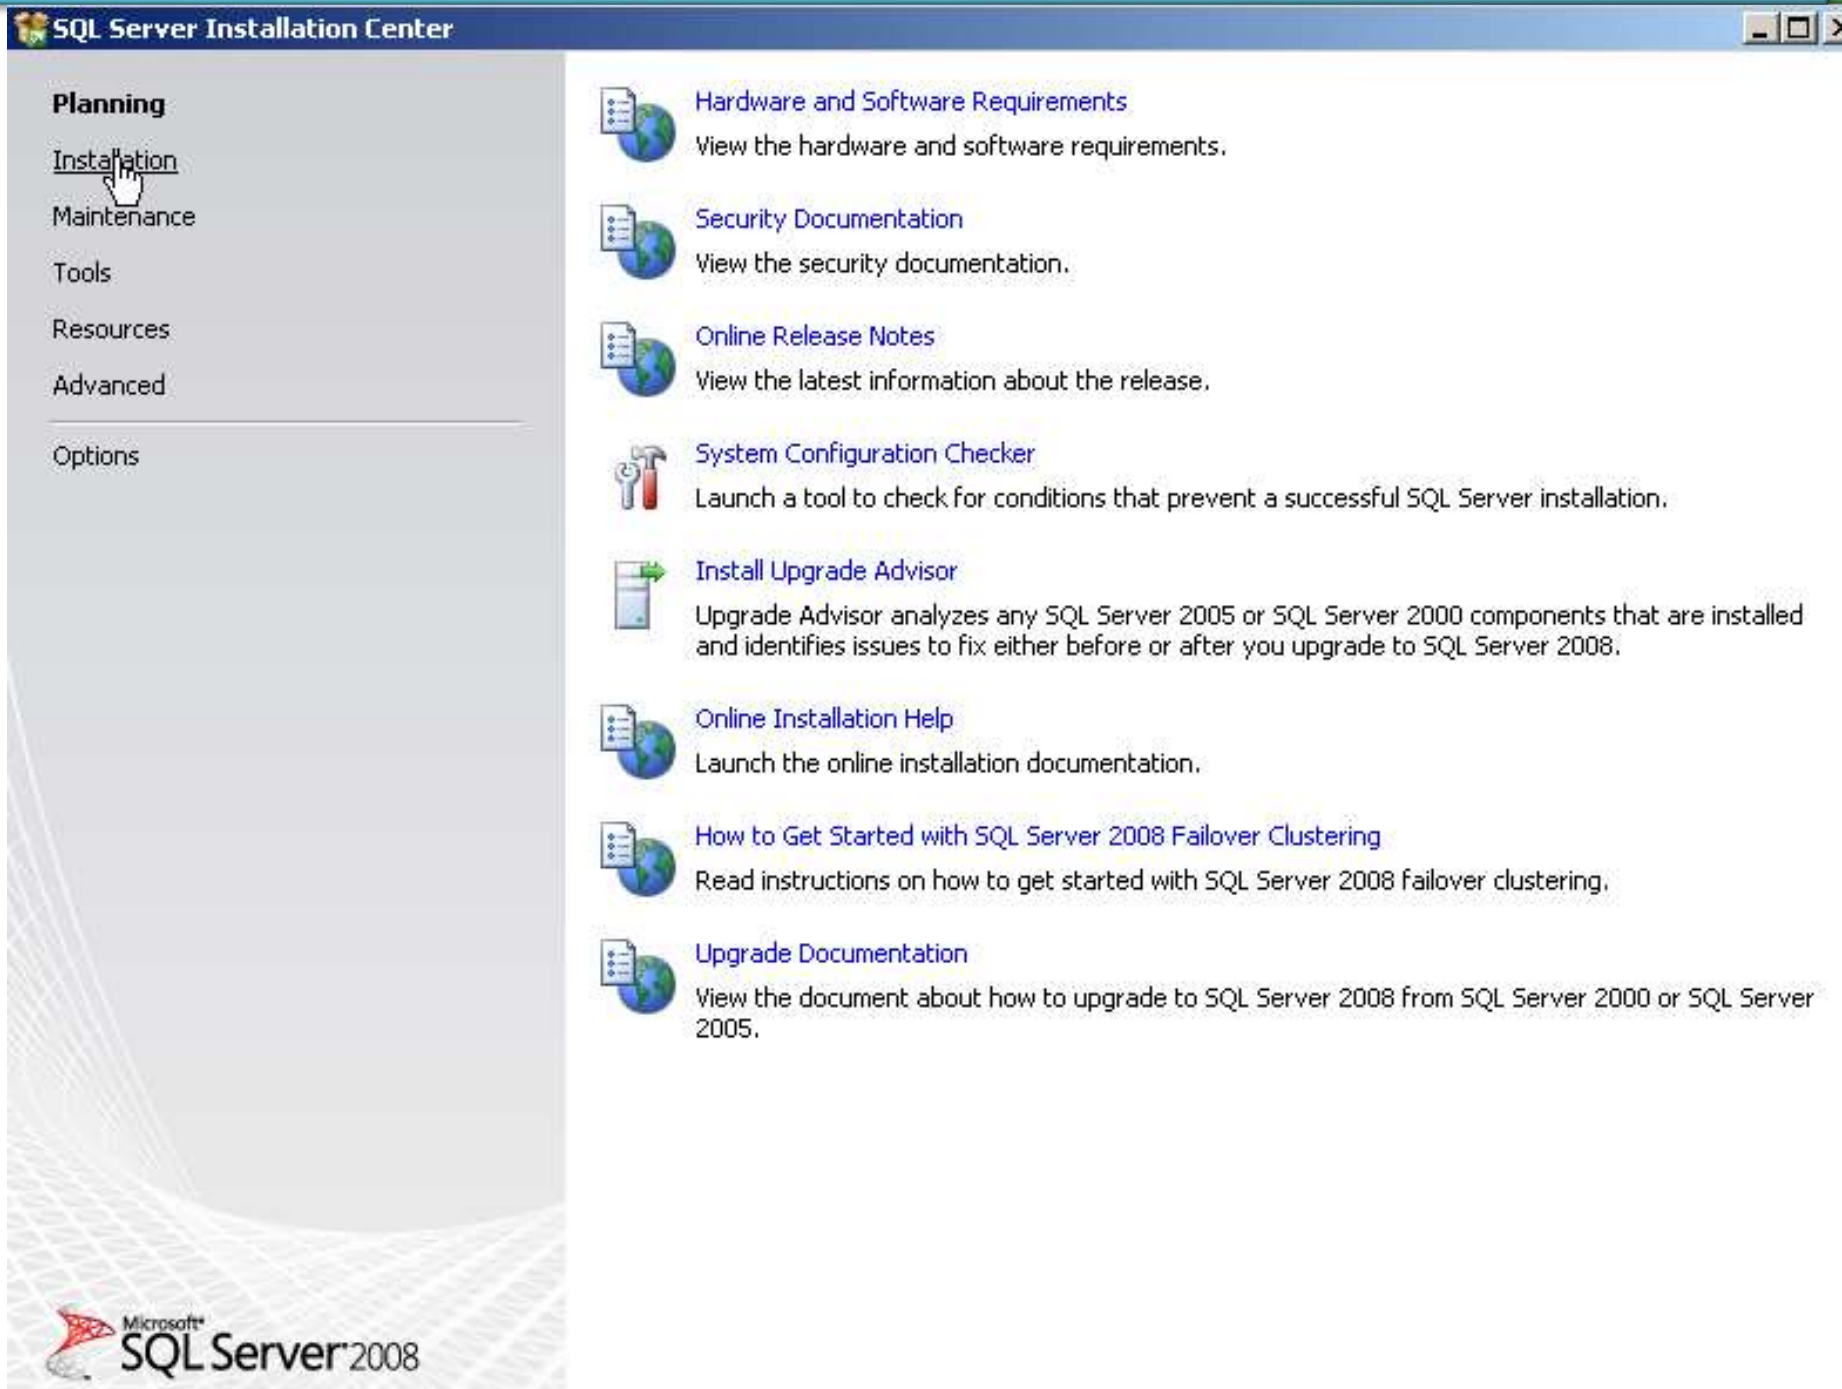 SQL Server Installation Center
Planning
Installation
Maintenance
Tools
Resources
Advanced
Options
Hardware and Software Requirements
View the hardware and software requirements.
Security Documentation
View the security documentation.
Online Release Notes
View the latest information about the release.
System Configuration Checker
Launch a tool to check for conditions that prevent a successful SQL Server installation.
Install Upgrade Advisor
Upgrade Advisor analyzes any SQL Server 2005 or SQL Server 2000 components that are installed
and identifies issues to fix either before or after you upgrade to SQL Server 2008.
Online Installation Help
Launch the online installation documentation.
How to Get Started with SQL Server 2008 Failover Clustering
Read instructions on how to get started with SQL Server 2008 failover clustering.
Upgrade Documentation
View the document about how to upgrade to SQL Server 2008 from SQL Server 2000 or SQL Server
2005.
Microsoft®
SQL Server® 2008